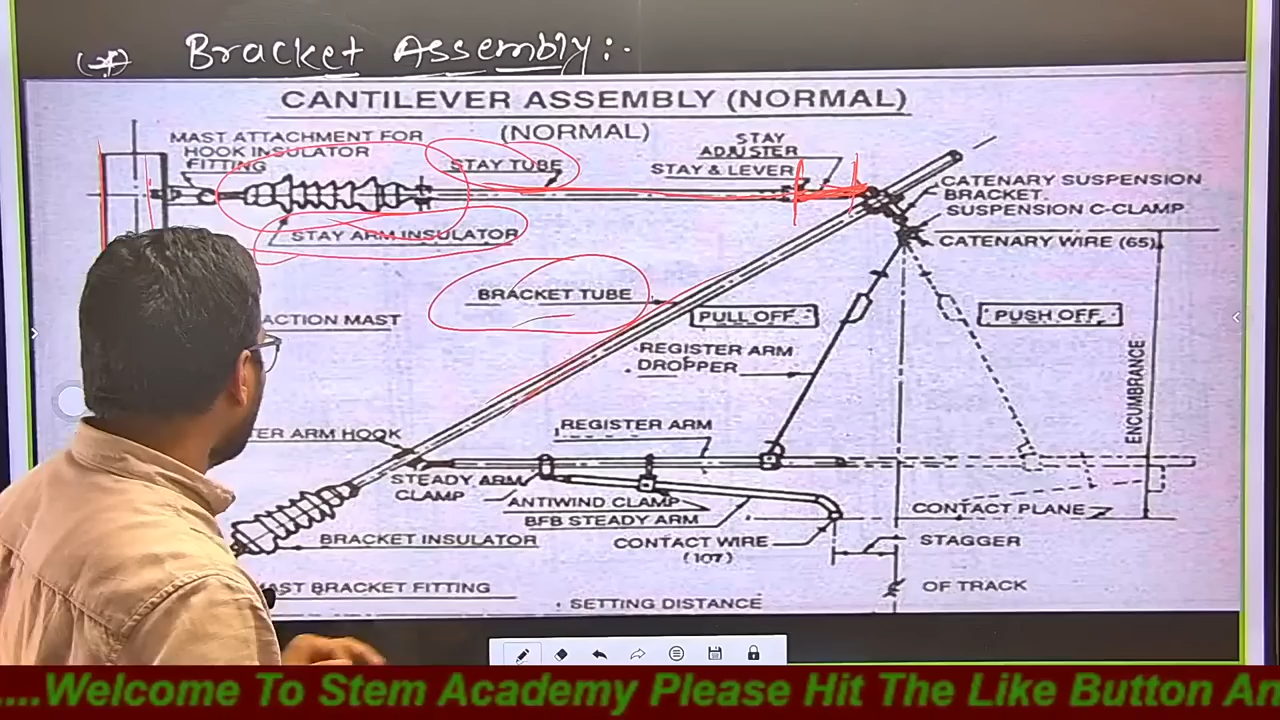 (*) Bracket Assembly:-
CANTILEVER ASSEMBLY (NORMAL)
(NORMAL)
MAST ATTACHMENT FOR
HOOK INSULATOR
FITTING
STAY TUBE
STAY
ADJUSTER
STAY & LEVER
CATENARY SUSPENSION
BRACKET
SUSPENSION C-CLAMP
STAY ARM INSULATOR
CATENARY WIRE (65)
BRACKET TUBE
PULL OFF
PUSH OFF
ACTION MAST
REGISTER ARM
DROPPER
ENCUMBRANCE
REGISTER ARM
TER ARM HOOK
STEADY ARM
CLAMP
ANTIWIND CLAMP
BFB STEADY ARM
CONTACT PLANE
BRACKET INSULATOR
CONTACT WIRE
(107)
STAGGER
MAST BRACKET FITTING
OF TRACK
SETTING DISTANCE
....Welcome To Stem Academy Please Hit The Like Button An